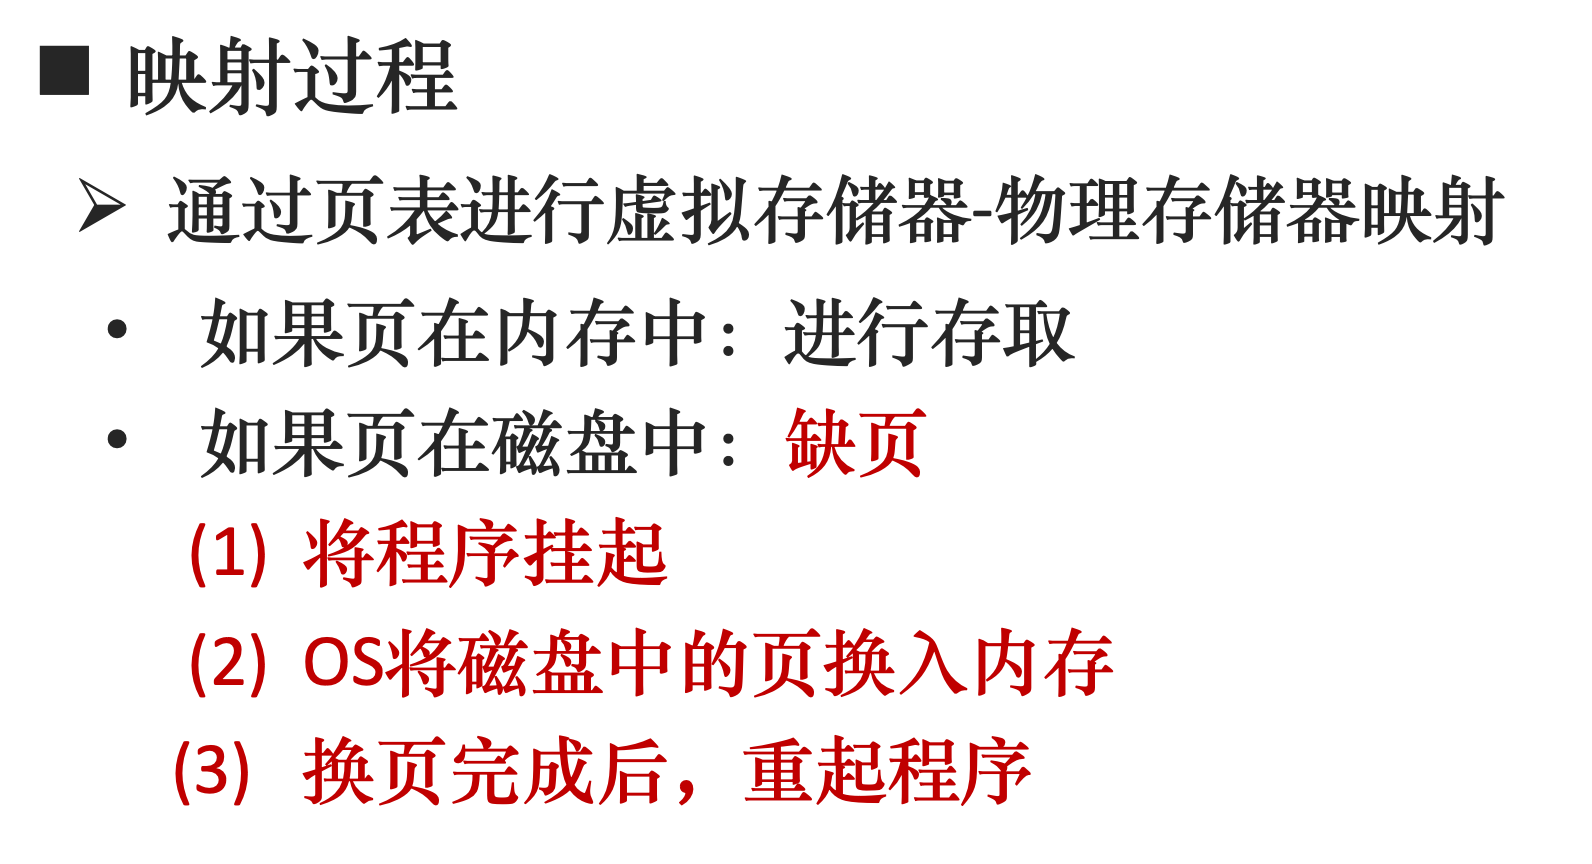 ■ 映射过程
➢ 通过页表进行虚拟存储器-物理存储器映射
• 如果页在内存中：进行存取
• 如果页在磁盘中：缺页
(1) 将程序挂起
(2) OS将磁盘中的页换入内存
(3) 换页完成后，重起程序